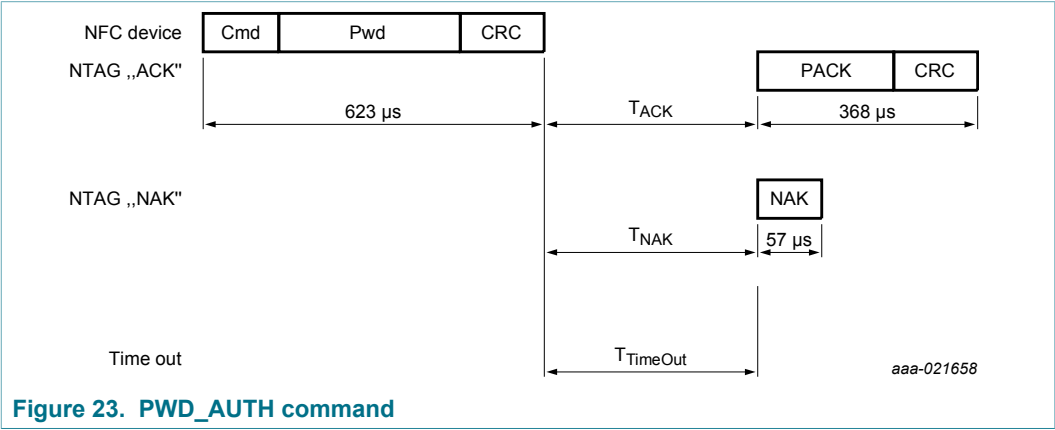 NFC device Cmd Pwd CRC
NTAG ,,ACK" PACK CRC
623 µs TACK 368 µs
NTAG ,,NAK" NAK
TNAK 57 µs
Time out TTimeOut aaa-021658
Figure 23. PWD_AUTH command